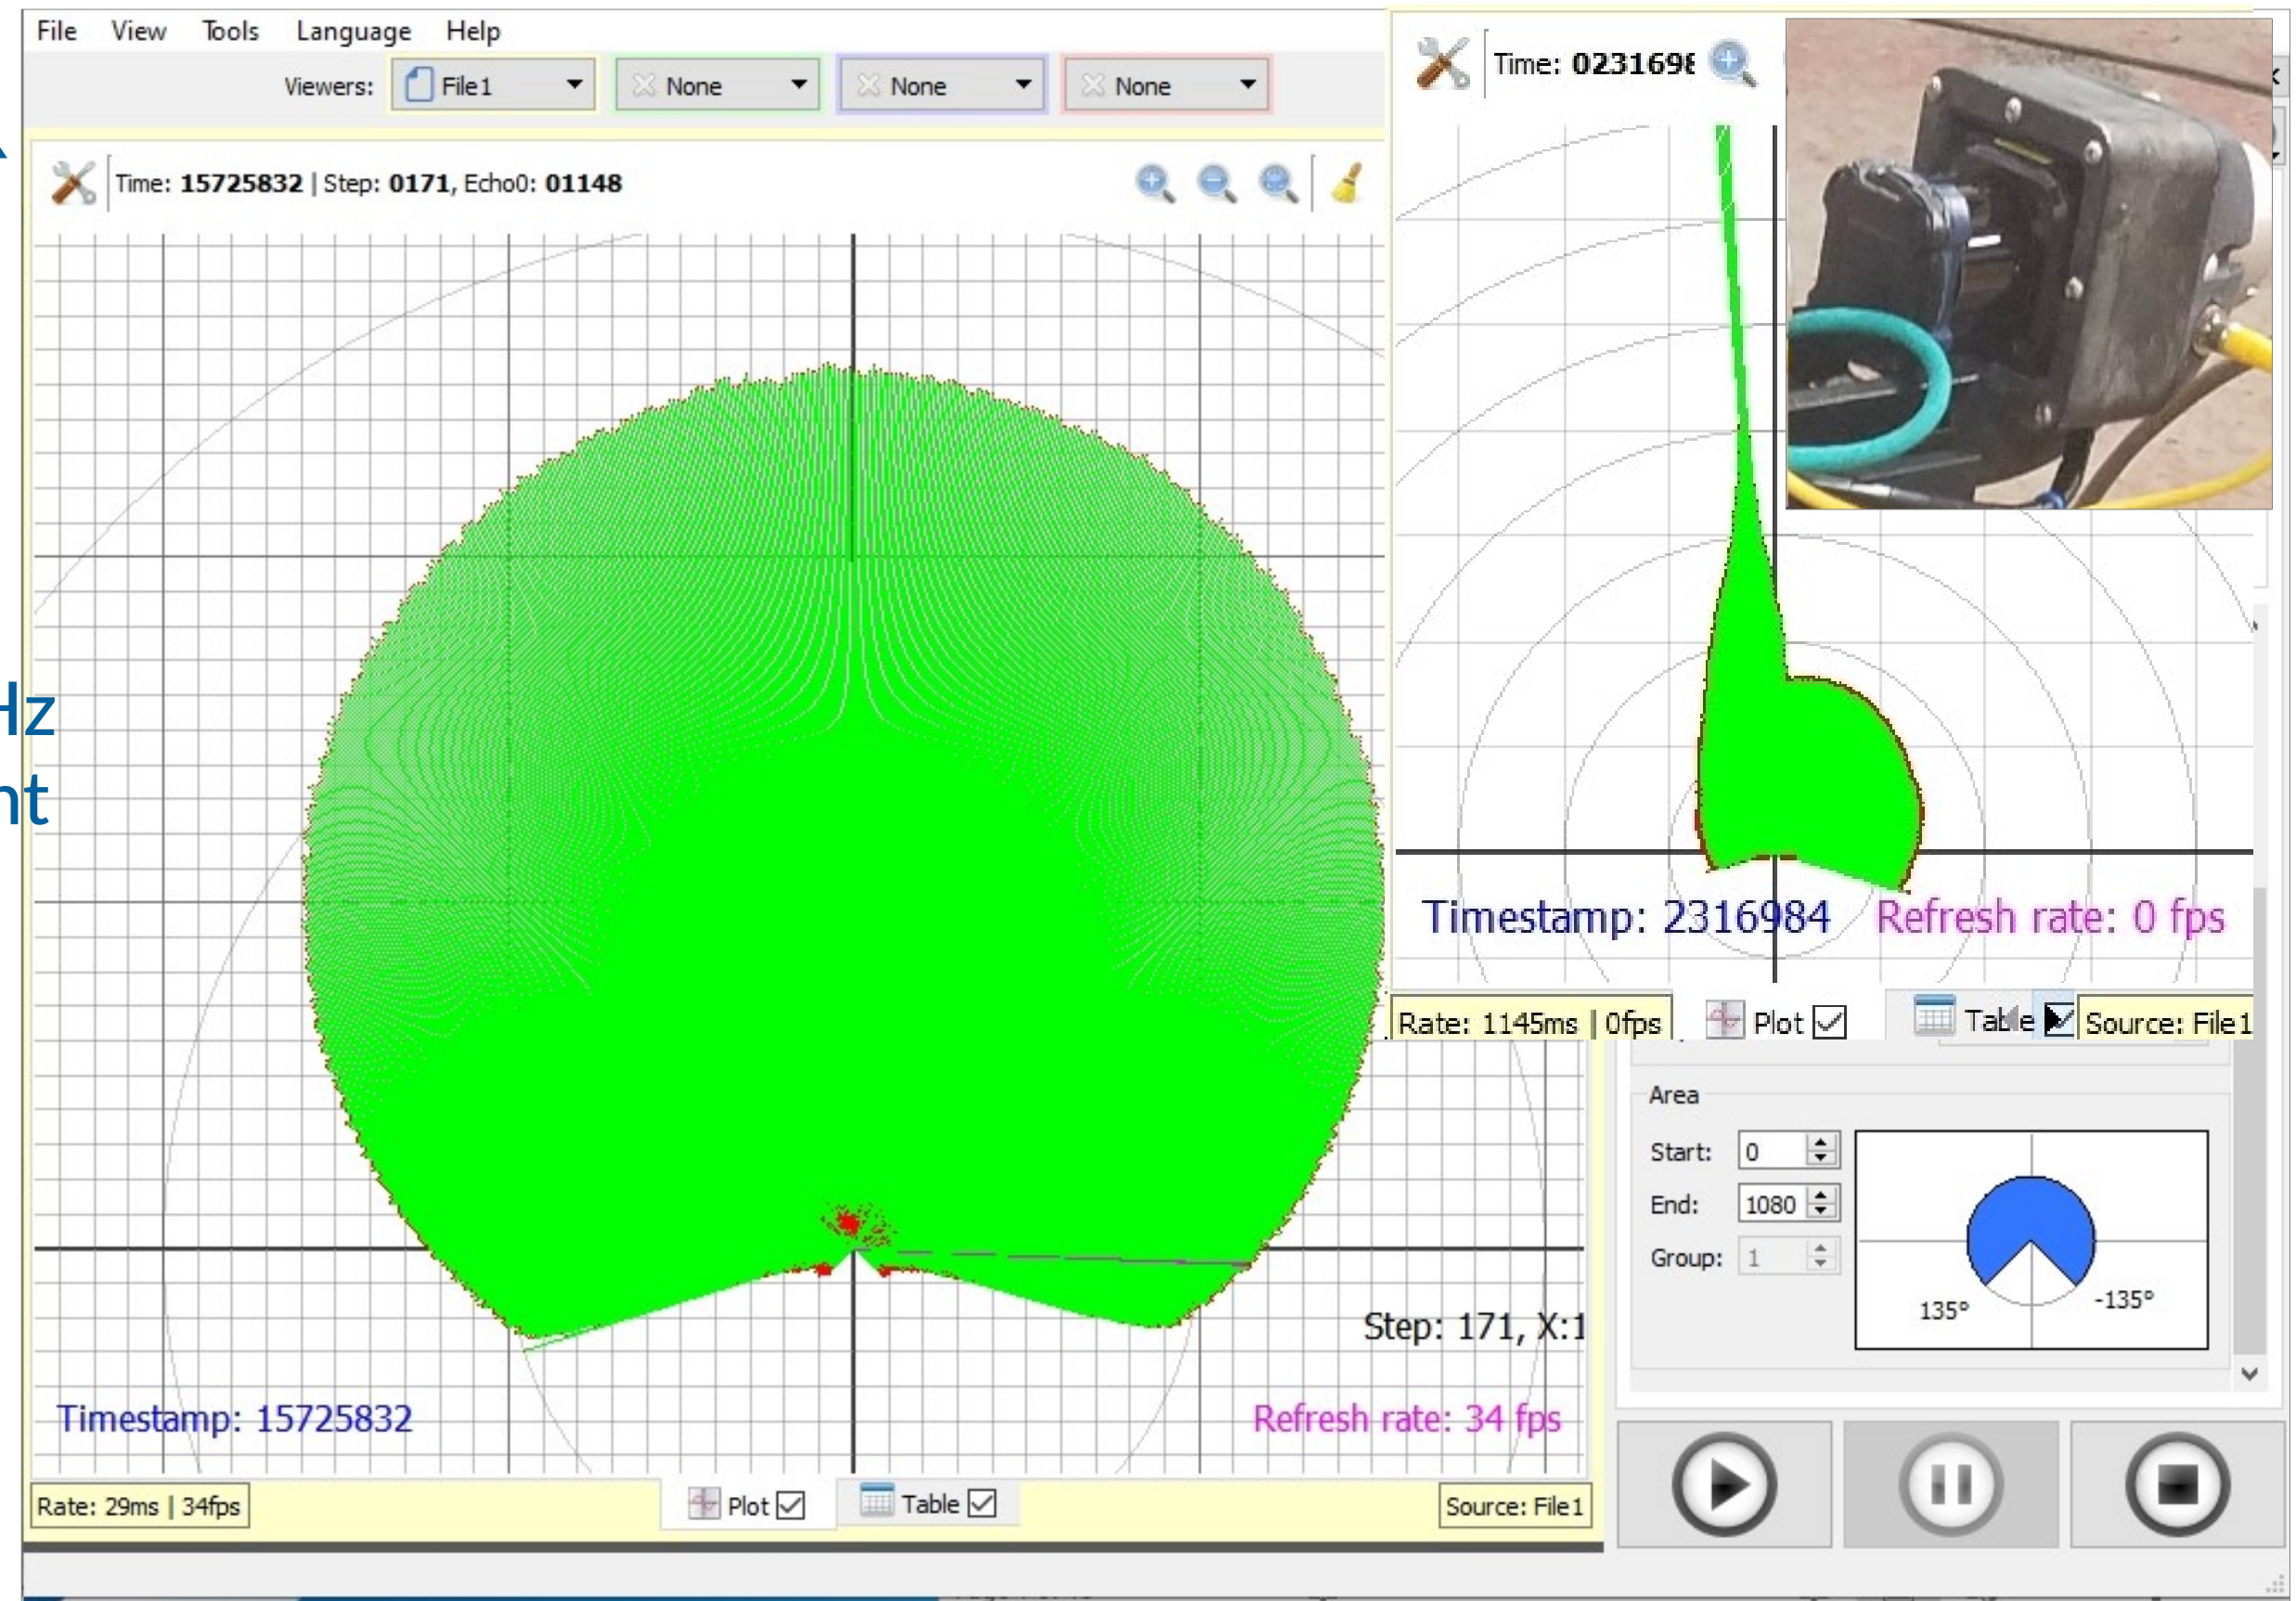 File View Tools Language Help
Viewers: File1 None None None
Time: 15725832 | Step: 0171, Echo0: 01148
Time: 0231698
Hz
nt
Timestamp: 2316984 Refresh rate: 0 fps
Rate: 1145ms | 0fps Plot Table Source: File1
Area
Start: 0
End: 1080
Group: 1
135° -135°
Step: 171, X:1
Timestamp: 15725832 Refresh rate: 34 fps
Rate: 29ms | 34fps Plot Table Source: File1